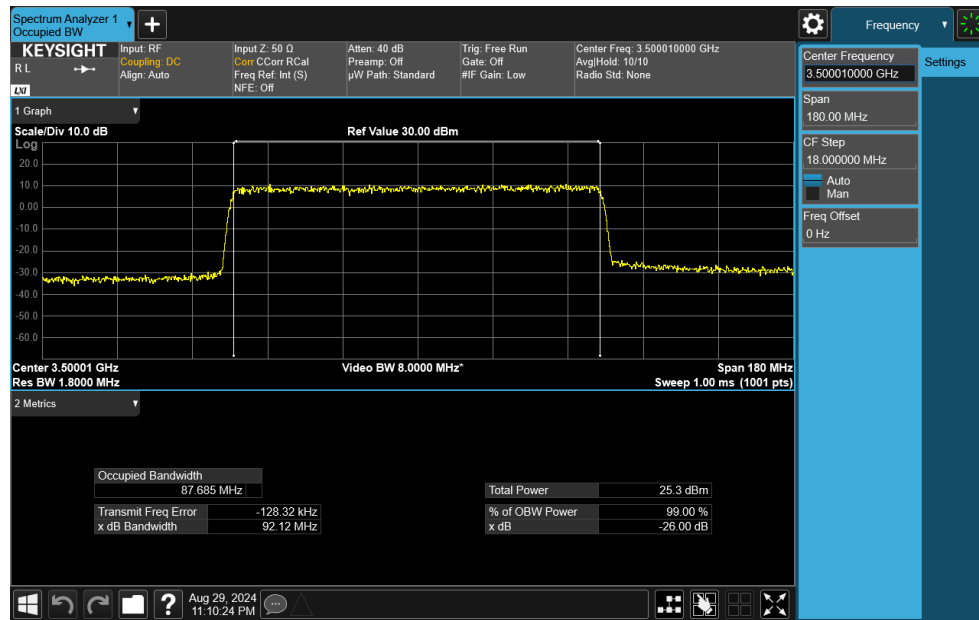 Spectrum Analyzer 1
Occupied BW
+
Frequency
KEYSIGHT
R L
LXI
Input: RF
Coupling: DC
Align: Auto
Input Z: 50 Ω
Corr CCorr RCal
Freq Ref: Int (S)
NFE: Off
Atten: 40 dB
Preamp: Off
µW Path: Standard
Trig: Free Run
Gate: Off
#IF Gain: Low
Center Freq: 3.500010000 GHz
Avg|Hold: 10/10
Radio Std: None
Center Frequency
3.500010000 GHz
Settings
Span
180.00 MHz
CF Step
18.000000 MHz
Auto
Man
Freq Offset
0 Hz
1 Graph
Scale/Div 10.0 dB
Ref Value 30.00 dBm
Log
20.0
10.0
0.00
-10.0
-20.0
-30.0
-40.0
-50.0
-60.0
Center 3.50001 GHz
Video BW 8.0000 MHz*
Span 180 MHz
Res BW 1.8000 MHz
Sweep 1.00 ms (1001 pts)
2 Metrics
Occupied Bandwidth
87.685 MHz
Total Power 25.3 dBm
Transmit Freq Error -128.32 kHz
% of OBW Power 99.00 %
x dB Bandwidth 92.12 MHz
x dB -26.00 dB
?
Aug 29, 2024
11:10:24 PM